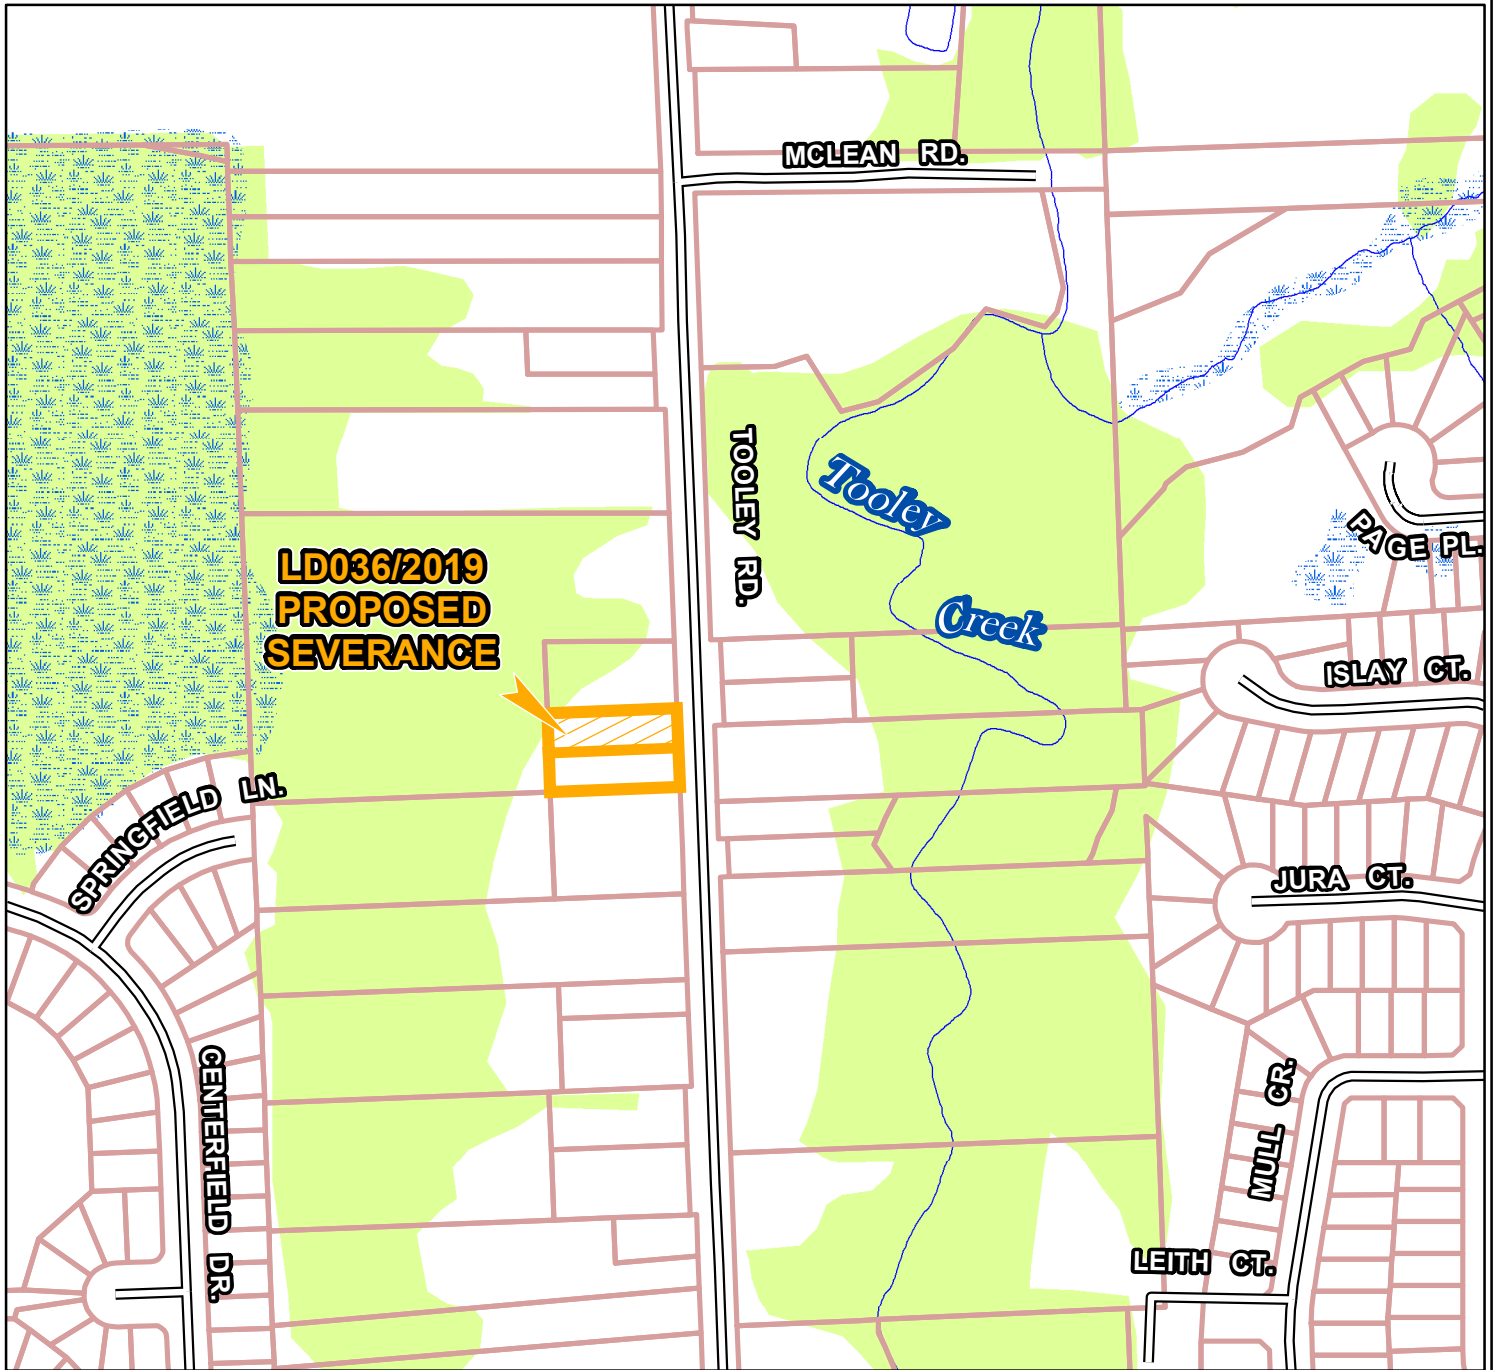 MCLEAN RD.
TOOLEY RD.
Tooley
Creek
PAGE PL.
LD036/2019
PROPOSED
SEVERANCE
ISLAY CT.
SPRINGFIELD LN.
JURA CT.
CENTERFIELD DR.
MULL CR.
LEITH CT.